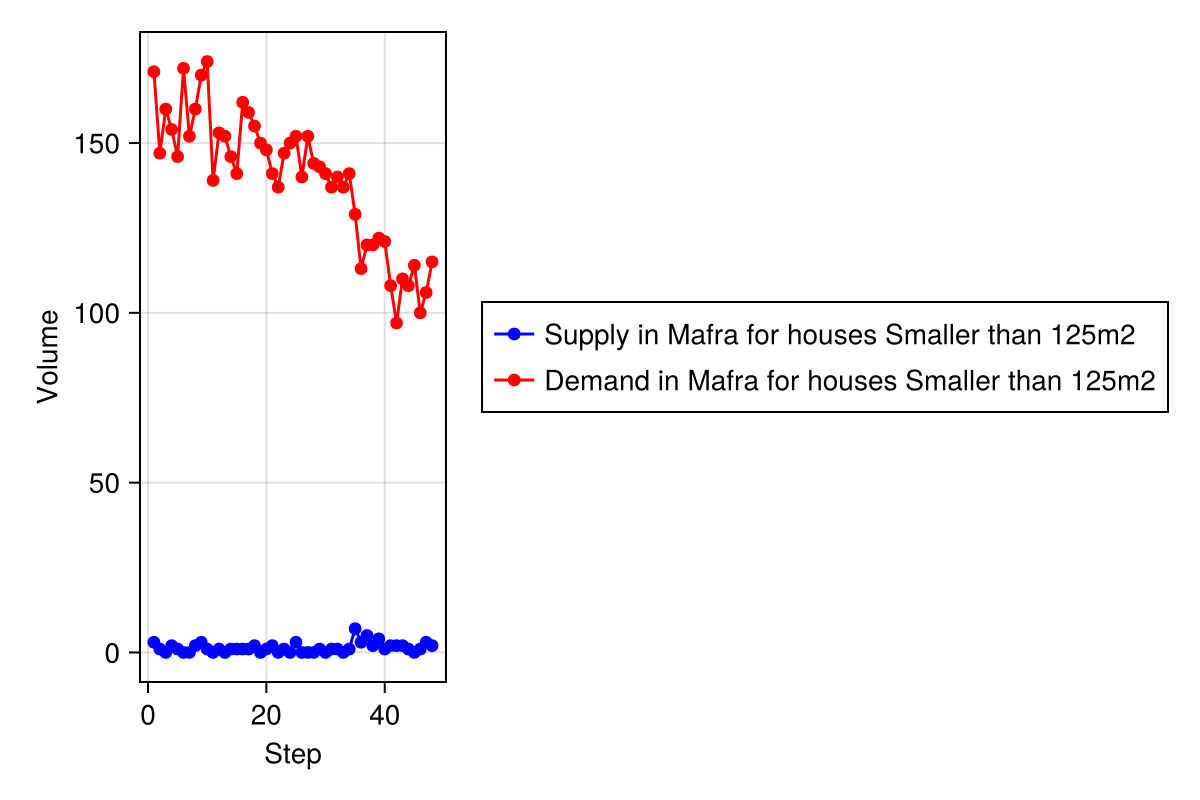 150
100
50
0
Volume
0 20 40
Step
Supply in Mafra for houses Smaller than 125m2
Demand in Mafra for houses Smaller than 125m2